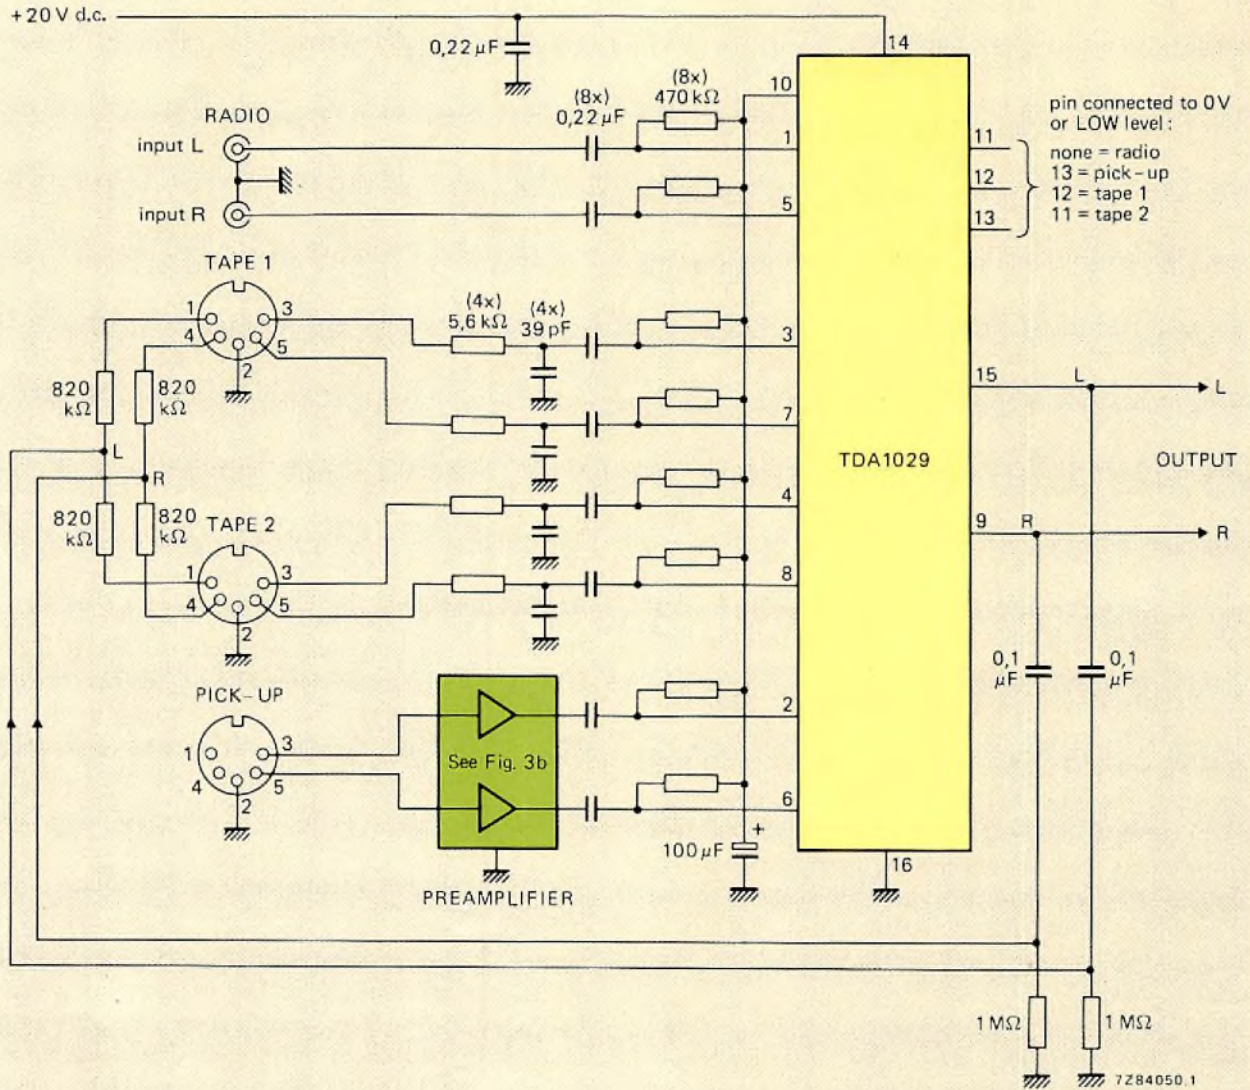 +20 V d.c.
0,22 µF
14
(8x)
0,22 µF
(8x)
470 kΩ
10
RADIO
input L
1
input R
5
pin connected to 0 V
or LOW level :
none = radio
13 = pick-up
12 = tape 1
11 = tape 2
11
12
13
TAPE 1
1
3
4
5
2
(4x)
5,6 kΩ
(4x)
39 pF
3
7
820
kΩ
820
kΩ
L
R
820
kΩ
820
kΩ
TDA1029
15
L
L
OUTPUT
9
R
R
4
8
TAPE 2
1
3
4
5
2
0,1
µF
0,1
µF
PICK-UP
1
3
4
5
2
See Fig. 3b
2
6
PREAMPLIFIER
100 µF
+
16
1 MΩ
1 MΩ
7Z84050.1